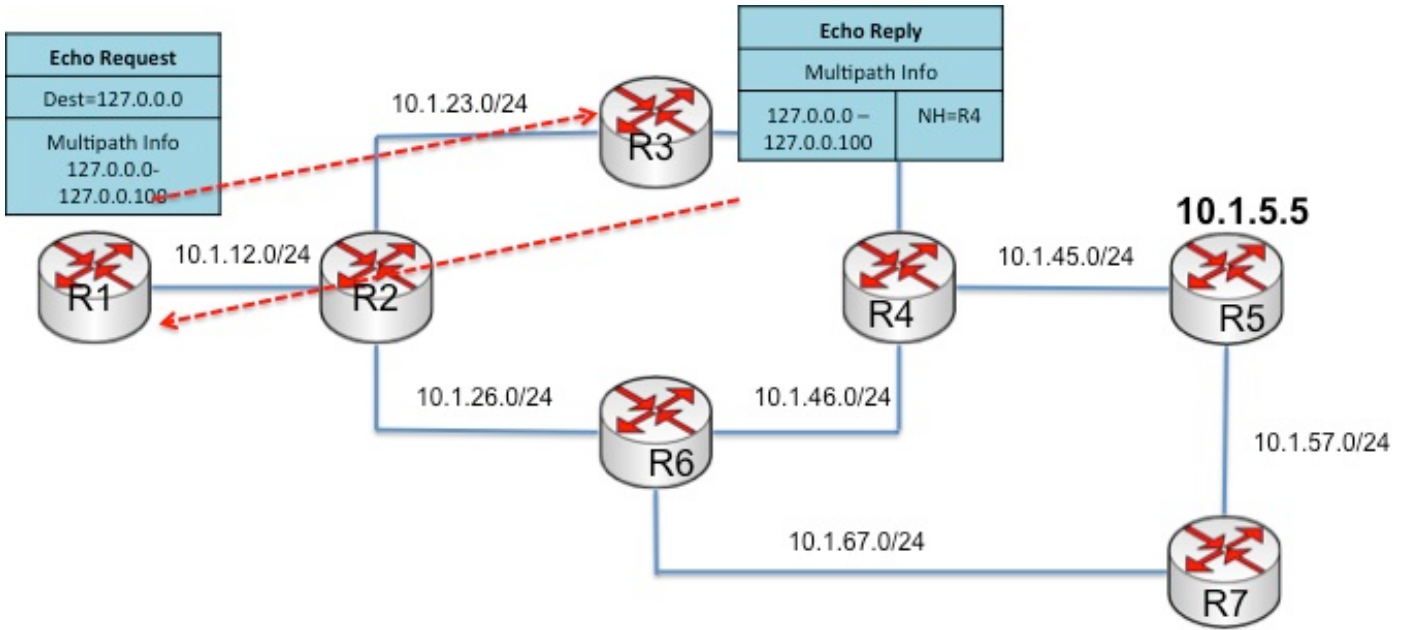 Echo Request
Dest=127.0.0.0
Multipath Info
127.0.0.0-
127.0.0.100
Echo Reply
Multipath Info
127.0.0.0 –
127.0.0.100
NH=R4
10.1.23.0/24
R3
10.1.5.5
R1
10.1.12.0/24
R2
R4
10.1.45.0/24
R5
10.1.26.0/24
R6
10.1.46.0/24
10.1.57.0/24
10.1.67.0/24
R7